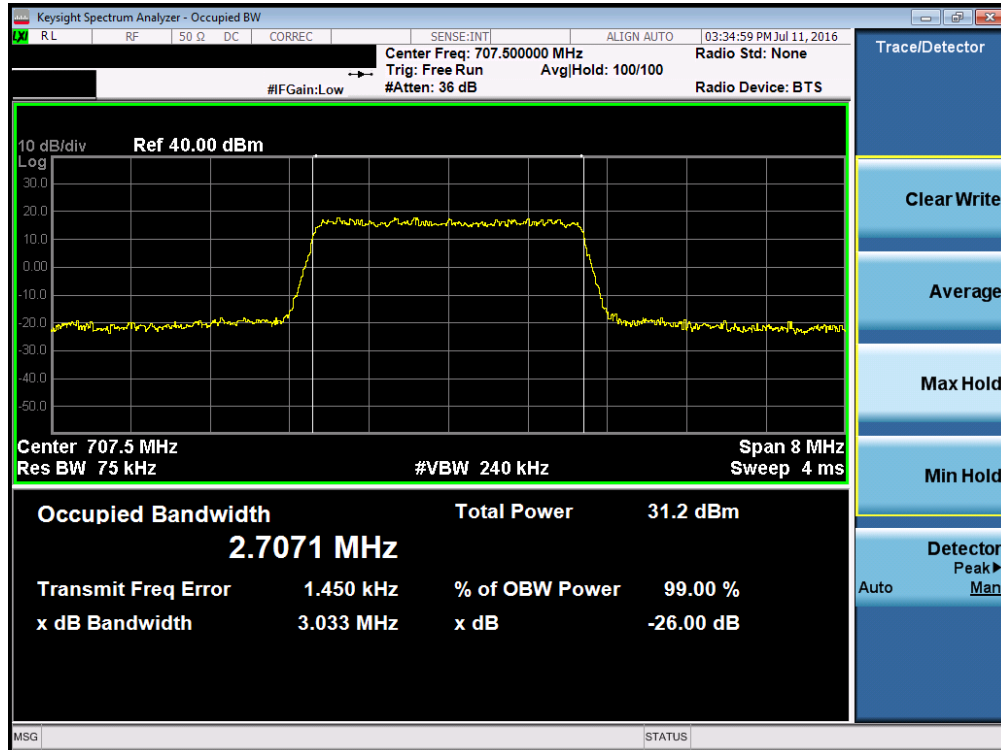 Keysight Spectrum Analyzer - Occupied BW
LXI RL RF 50 Ω DC CORREC SENSE:INT ALIGN AUTO 03:34:59 PM Jul 11, 2016
Center Freq: 707.500000 MHz Radio Std: None
Trig: Free Run Avg|Hold: 100/100
#IFGain:Low #Atten: 36 dB Radio Device: BTS
10 dB/div Ref 40.00 dBm
Log
30.0
20.0
10.0
0.00
-10.0
-20.0
-30.0
-40.0
-50.0
Center 707.5 MHz Span 8 MHz
Res BW 75 kHz #VBW 240 kHz Sweep 4 ms
Occupied Bandwidth Total Power 31.2 dBm
2.7071 MHz
Transmit Freq Error 1.450 kHz % of OBW Power 99.00 %
x dB Bandwidth 3.033 MHz x dB -26.00 dB
Trace/Detector
Clear Write
Average
Max Hold
Min Hold
Detector
Peak▶
Auto Man
MSG STATUS